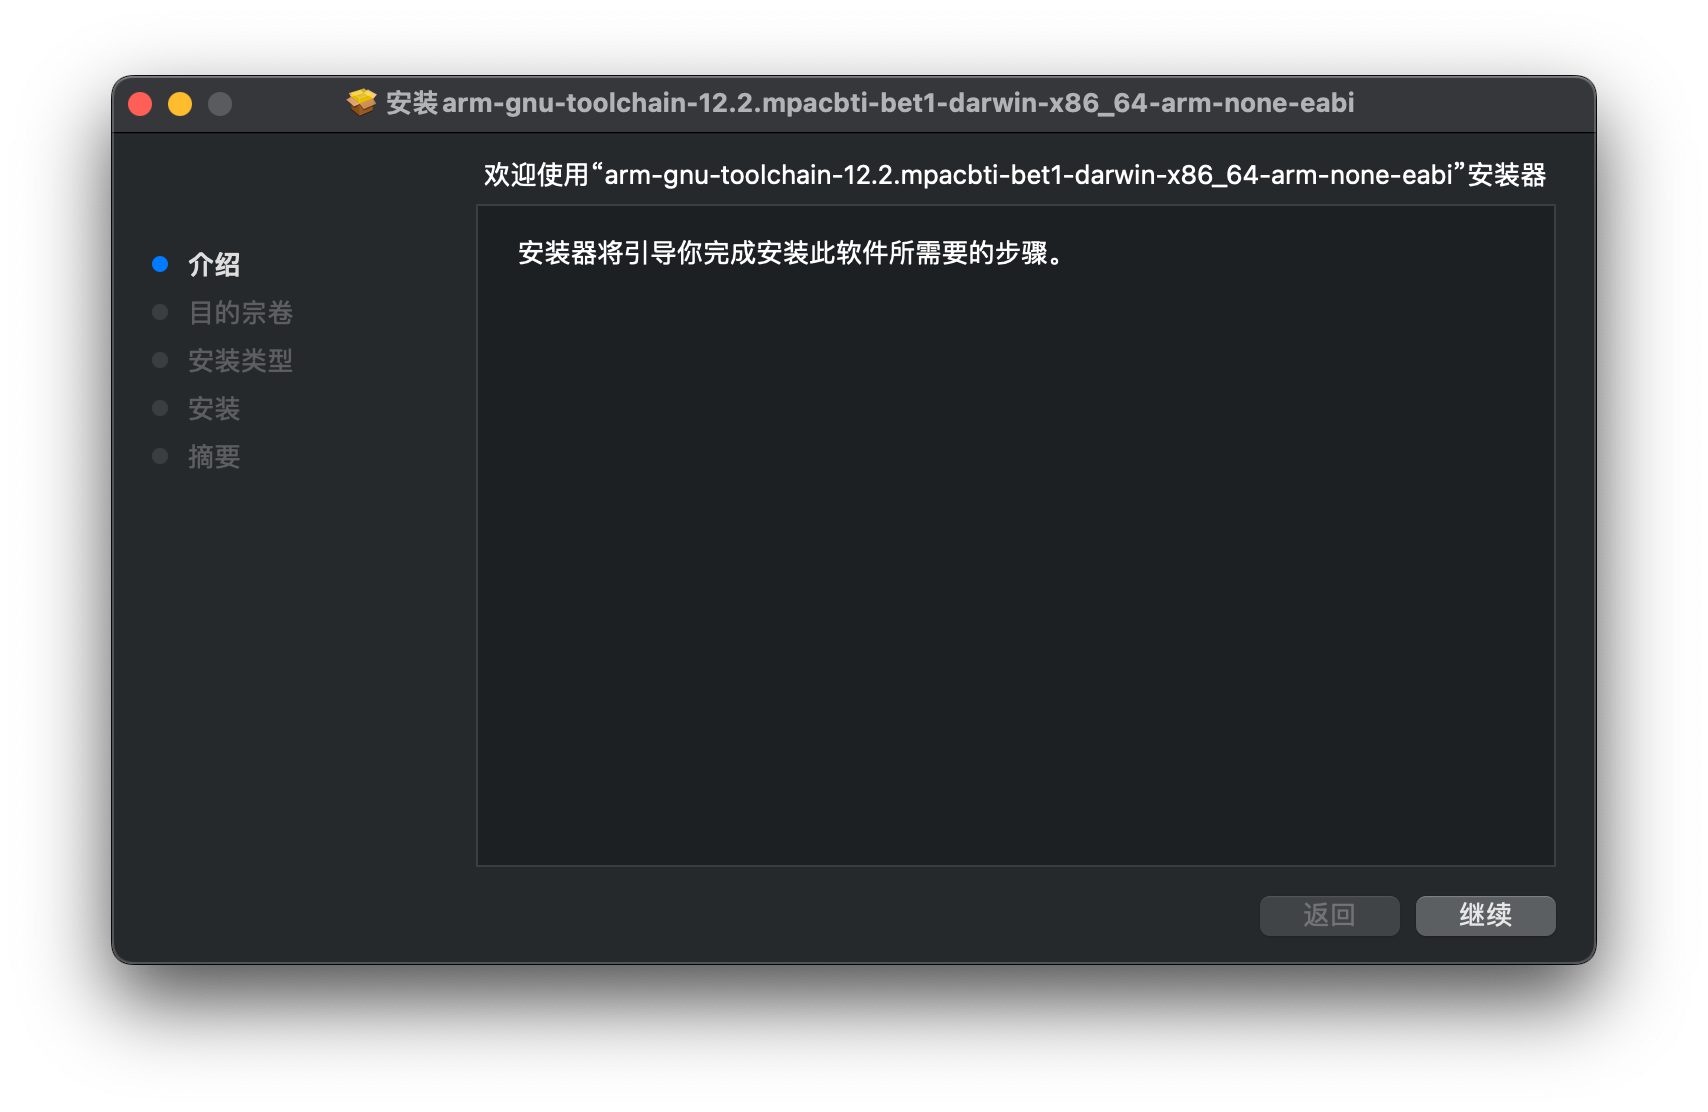 安装arm-gnu-toolchain-12.2.mpacbti-bet1-darwin-x86_64-arm-none-eabi
欢迎使用“arm-gnu-toolchain-12.2.mpacbti-bet1-darwin-x86_64-arm-none-eabi”安装器
介绍
目的宗卷
安装类型
安装
摘要
安装器将引导你完成安装此软件所需要的步骤。
返回
继续